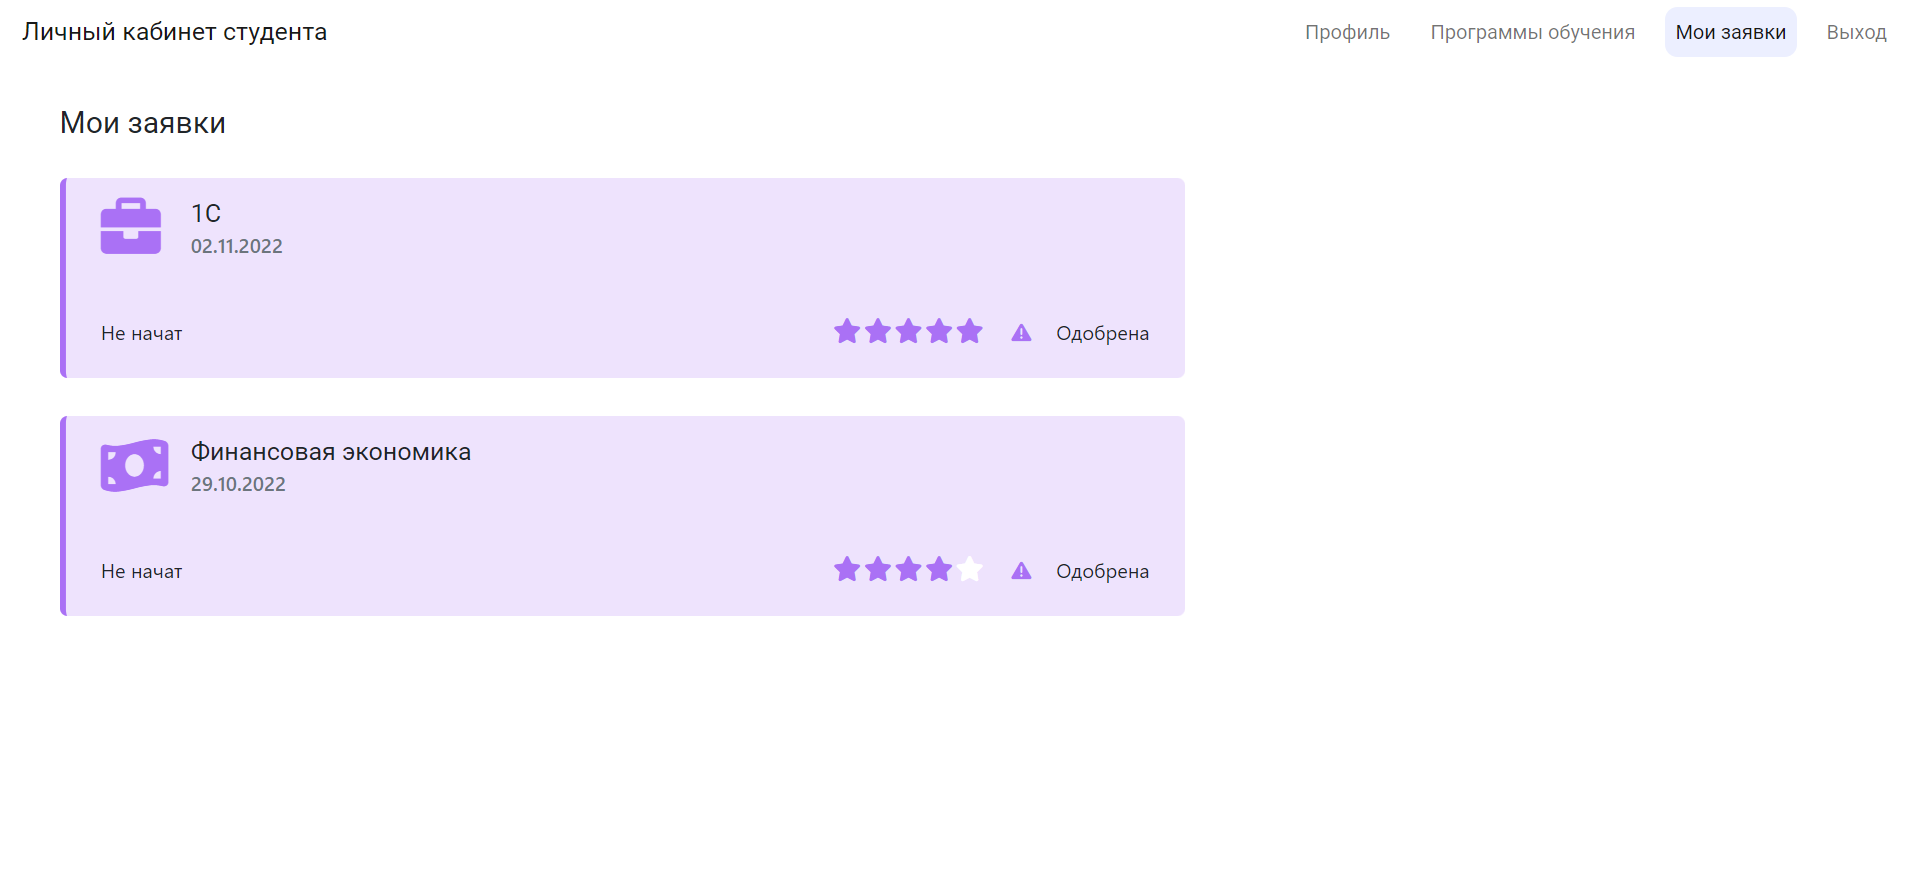 Личный кабинет студента
Профиль
Программы обучения
Мои заявки
Выход
Мои заявки
1С
02.11.2022
Не начат
Одобрена
Финансовая экономика
29.10.2022
Не начат
Одобрена